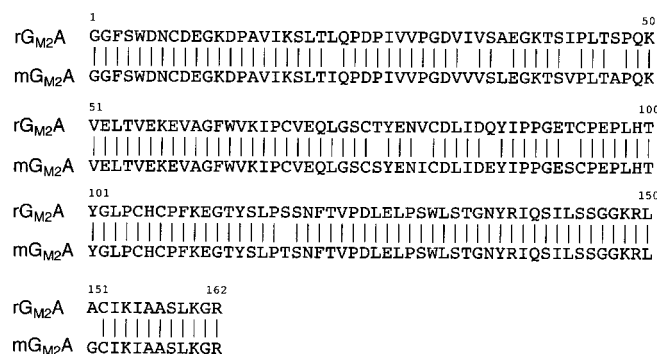 1 50
rGM2A GGFSWDNCDEGKDPAVIKSLTLQPDPIVVPGDVIVSAEGKTSIPLTSPQK
mGM2A GGFSWDNCDEGKDPAVIKSLTIQPDPIVVPGDVVVSLEGKTSVPLTAPQK
51 100
rGM2A VELTVEKEVAGFWVKIPCVEQLGSCTYENVCDLIDQYIPPGETCPEPLHT
mGM2A VELTVEKEVAGFWVKIPCVEQLGSCSYENICDLIDEYIPPGESCPEPLHT
101 150
rGM2A YGLPCHCPFKEGTYSLPSSNFTVPDLELPSWLSTGNYRIQSILSSGGKRL
mGM2A YGLPCHCPFKEGTYSLPTSNFTVPDLELPSWLSTGNYRIQSILSSGGKRL
151 162
rGM2A ACIKIAASLKGR
mGM2A GCIKIAASLKGR